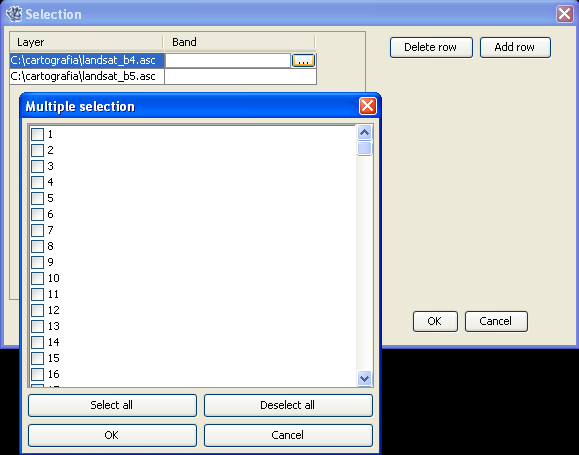 Selection
Layer Band
Delete row Add row
C:\cartografia\landsat_b4.asc ...
C:\cartografia\landsat_b5.asc
Multiple selection
1
2
3
4
5
6
7
8
9
10
11
12
13
14
15
16
OK Cancel
Select all Deselect all
OK Cancel